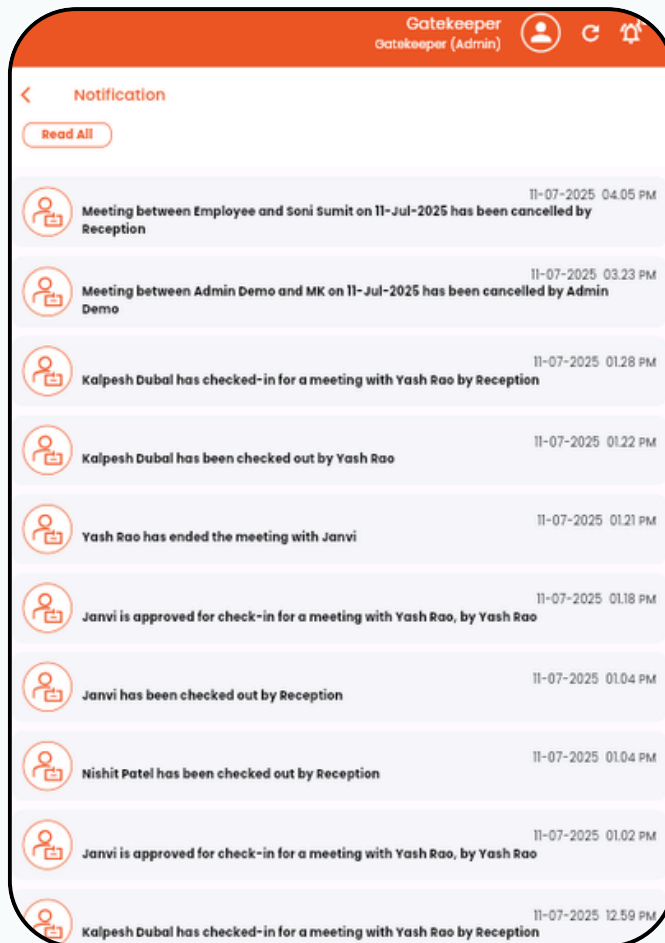 Gatekeeper
Gatekeeper (Admin)
Notification
Read All
11-07-2025 04.05 PM
Meeting between Employee and Soni Sumit on 11-Jul-2025 has been cancelled by
Reception
11-07-2025 03.23 PM
Meeting between Admin Demo and MK on 11-Jul-2025 has been cancelled by Admin
Demo
11-07-2025 01.28 PM
Kalpesh Dubal has checked-in for a meeting with Yash Rao by Reception
11-07-2025 01.22 PM
Kalpesh Dubal has been checked out by Yash Rao
11-07-2025 01.21 PM
Yash Rao has ended the meeting with Janvi
11-07-2025 01.18 PM
Janvi is approved for check-in for a meeting with Yash Rao, by Yash Rao
11-07-2025 01.04 PM
Janvi has been checked out by Reception
11-07-2025 01.04 PM
Nishit Patel has been checked out by Reception
11-07-2025 01.02 PM
Janvi is approved for check-in for a meeting with Yash Rao, by Yash Rao
11-07-2025 12.59 PM
Kalpesh Dubal has checked-in for a meeting with Yash Rao by Reception